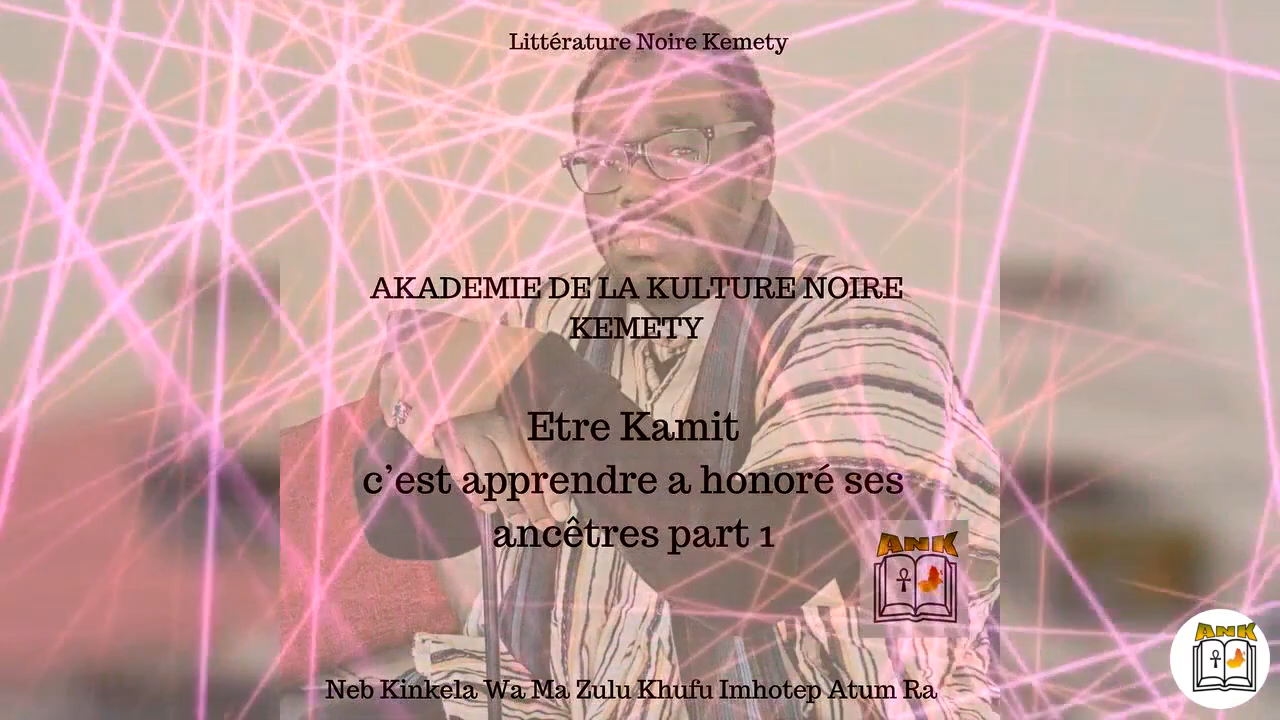 Littérature Noire Kemety
AKADEMIE DE LA KULTURE NOIRE
KEMETY
Etre Kamit
c’est apprendre a honoré ses
ancêtres part 1
ANK
Neb Kinkela Wa Ma Zulu Khufu Imhotep Atum Ra
ANK